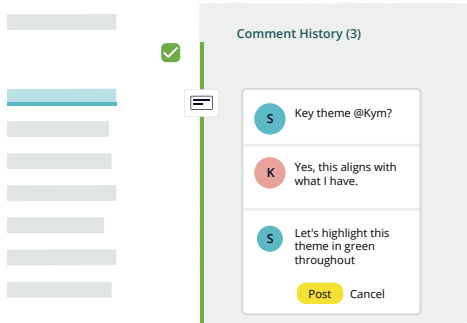 Comment History (3)
S
Key theme @Kym?
K
Yes, this aligns with
what I have.
S
Let's highlight this
theme in green
throughout
Post Cancel